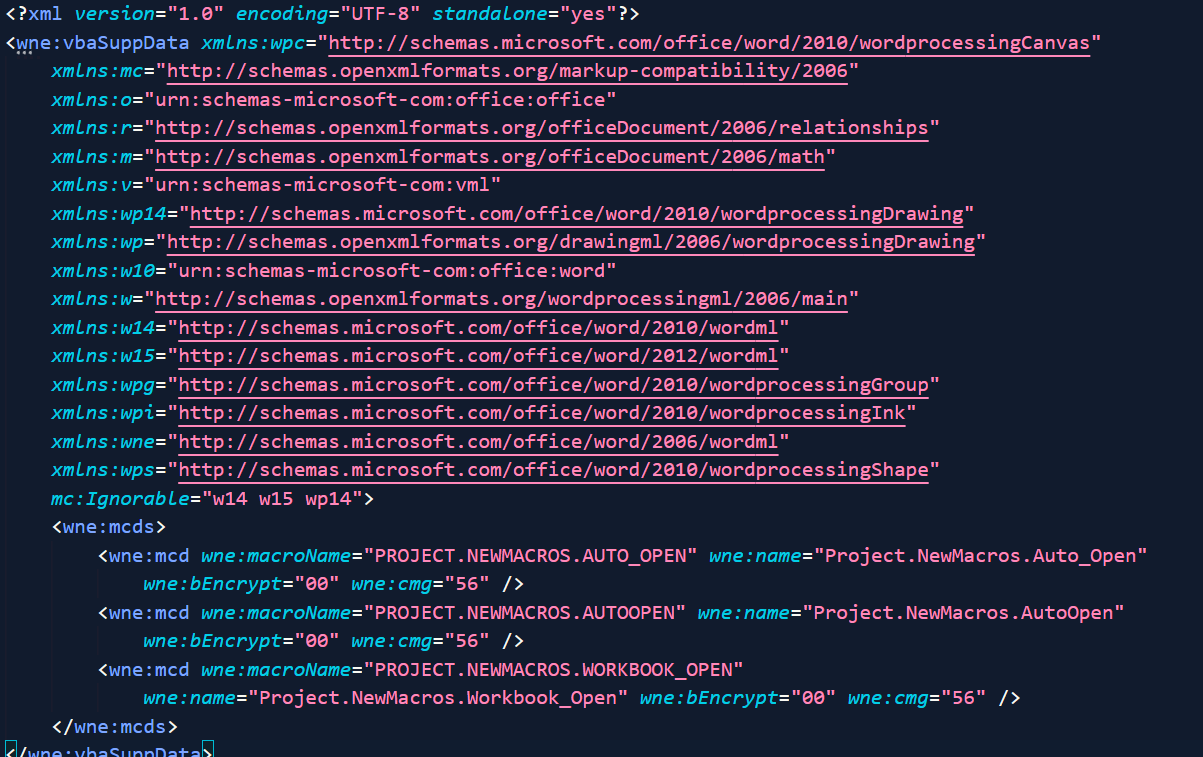 <?xml version="1.0" encoding="UTF-8" standalone="yes"?>
<wne:vbaSuppData xmlns:wpc="http://schemas.microsoft.com/office/word/2010/wordprocessingCanvas"
xmlns:mc="http://schemas.openxmlformats.org/markup-compatibility/2006"
xmlns:o="urn:schemas-microsoft-com:office:office"
xmlns:r="http://schemas.openxmlformats.org/officeDocument/2006/relationships"
xmlns:m="http://schemas.openxmlformats.org/officeDocument/2006/math"
xmlns:v="urn:schemas-microsoft-com:vml"
xmlns:wp14="http://schemas.microsoft.com/office/word/2010/wordprocessingDrawing"
xmlns:wp="http://schemas.openxmlformats.org/drawingml/2006/wordprocessingDrawing"
xmlns:w10="urn:schemas-microsoft-com:office:word"
xmlns:w="http://schemas.openxmlformats.org/wordprocessingml/2006/main"
xmlns:w14="http://schemas.microsoft.com/office/word/2010/wordml"
xmlns:w15="http://schemas.microsoft.com/office/word/2012/wordml"
xmlns:wpg="http://schemas.microsoft.com/office/word/2010/wordprocessingGroup"
xmlns:wpi="http://schemas.microsoft.com/office/word/2010/wordprocessingInk"
xmlns:wne="http://schemas.microsoft.com/office/word/2006/wordml"
xmlns:wps="http://schemas.microsoft.com/office/word/2010/wordprocessingShape"
mc:Ignorable="w14 w15 wp14">
<wne:mcds>
<wne:mcd wne:macroName="PROJECT.NEWMACROS.AUTO_OPEN" wne:name="Project.NewMacros.Auto_Open"
wne:bEncrypt="00" wne:cmg="56" />
<wne:mcd wne:macroName="PROJECT.NEWMACROS.AUTOOPEN" wne:name="Project.NewMacros.AutoOpen"
wne:bEncrypt="00" wne:cmg="56" />
<wne:mcd wne:macroName="PROJECT.NEWMACROS.WORKBOOK_OPEN"
wne:name="Project.NewMacros.Workbook_Open" wne:bEncrypt="00" wne:cmg="56" />
</wne:mcds>
</wne:vbaSuppData>